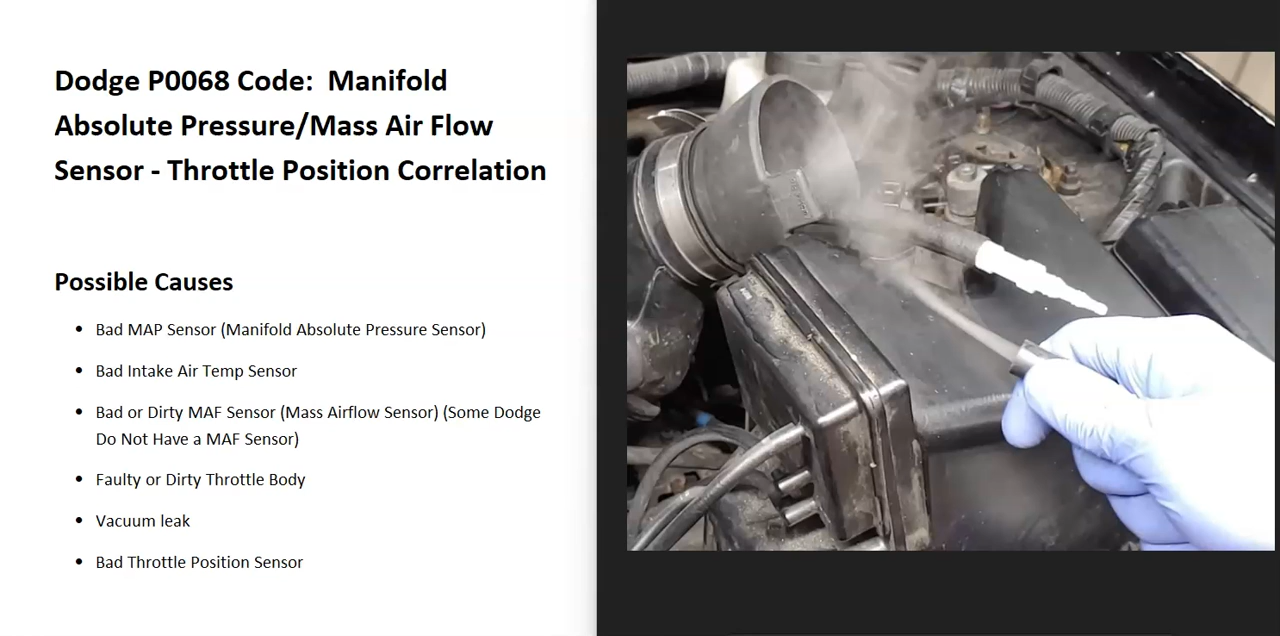 Dodge P0068 Code:  Manifold
Absolute Pressure/Mass Air Flow
Sensor - Throttle Position Correlation
Possible Causes
• Bad MAP Sensor (Manifold Absolute Pressure Sensor)
• Bad Intake Air Temp Sensor
• Bad or Dirty MAF Sensor (Mass Airflow Sensor) (Some Dodge
Do Not Have a MAF Sensor)
• Faulty or Dirty Throttle Body
• Vacuum leak
• Bad Throttle Position Sensor